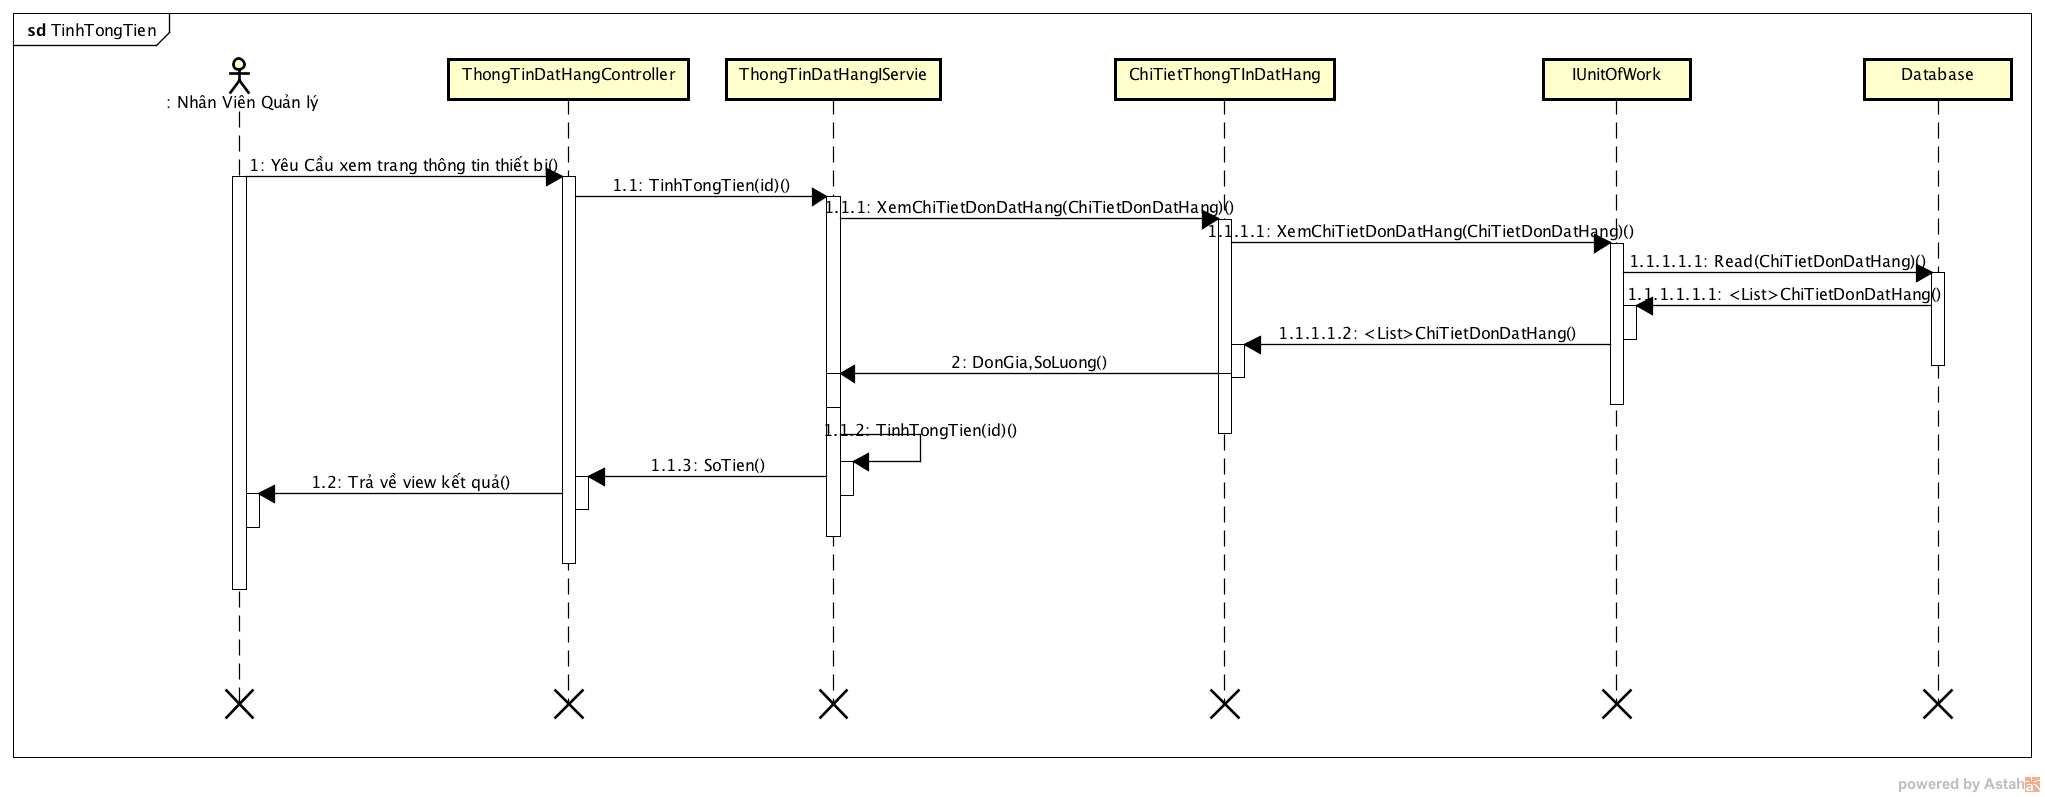 sd TinhTongTien
: Nhân Viên Quản lý
ThongTinDatHangController
ThongTinDatHangIServie
ChiTietThongTInDatHang
IUnitOfWork
Database
1: Yêu Cầu xem trang thông tin thiết bị()
1.1: TinhTongTien(id)()
1.1.1: XemChiTietDonDatHang(ChiTietDonDatHang)()
1.1.1.1: XemChiTietDonDatHang(ChiTietDonDatHang)()
1.1.1.1.1: Read(ChiTietDonDatHang)()
1.1.1.1.1.1: <List>ChiTietDonDatHang()
1.1.1.1.2: <List>ChiTietDonDatHang()
2: DonGia,SoLuong()
1.1.2: TinhTongTien(id)()
1.1.3: SoTien()
1.2: Trả về view kết quả()
powered by Astah